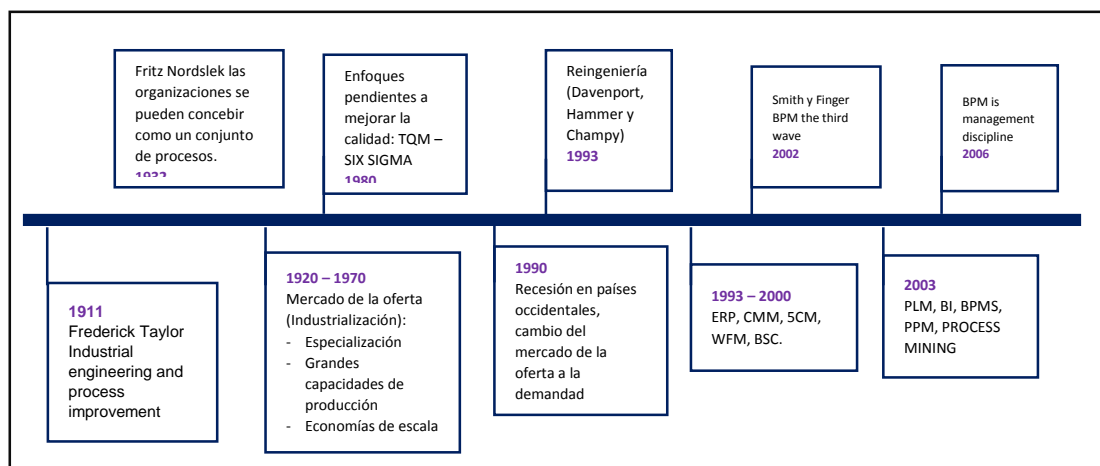 Fritz Nordslek las
organizaciones se
pueden concebir
como un conjunto
de procesos.
1932
Enfoques
pendientes a
mejorar la
calidad: TQM –
SIX SIGMA
1980
Reingeniería
(Davenport,
Hammer y
Champy)
1993
Smith y Finger
BPM the third
wave
2002
BPM is
management
discipline
2006
1911
Frederick Taylor
Industrial
engineering and
process
improvement
1920 – 1970
Mercado de la oferta
(Industrialización):
- Especialización
- Grandes
capacidades de
producción
- Economías de escala
1990
Recesión en países
occidentales,
cambio del
mercado de la
oferta a la
demandad
1993 – 2000
ERP, CMM, 5CM,
WFM, BSC.
2003
PLM, BI, BPMS,
PPM, PROCESS
MINING